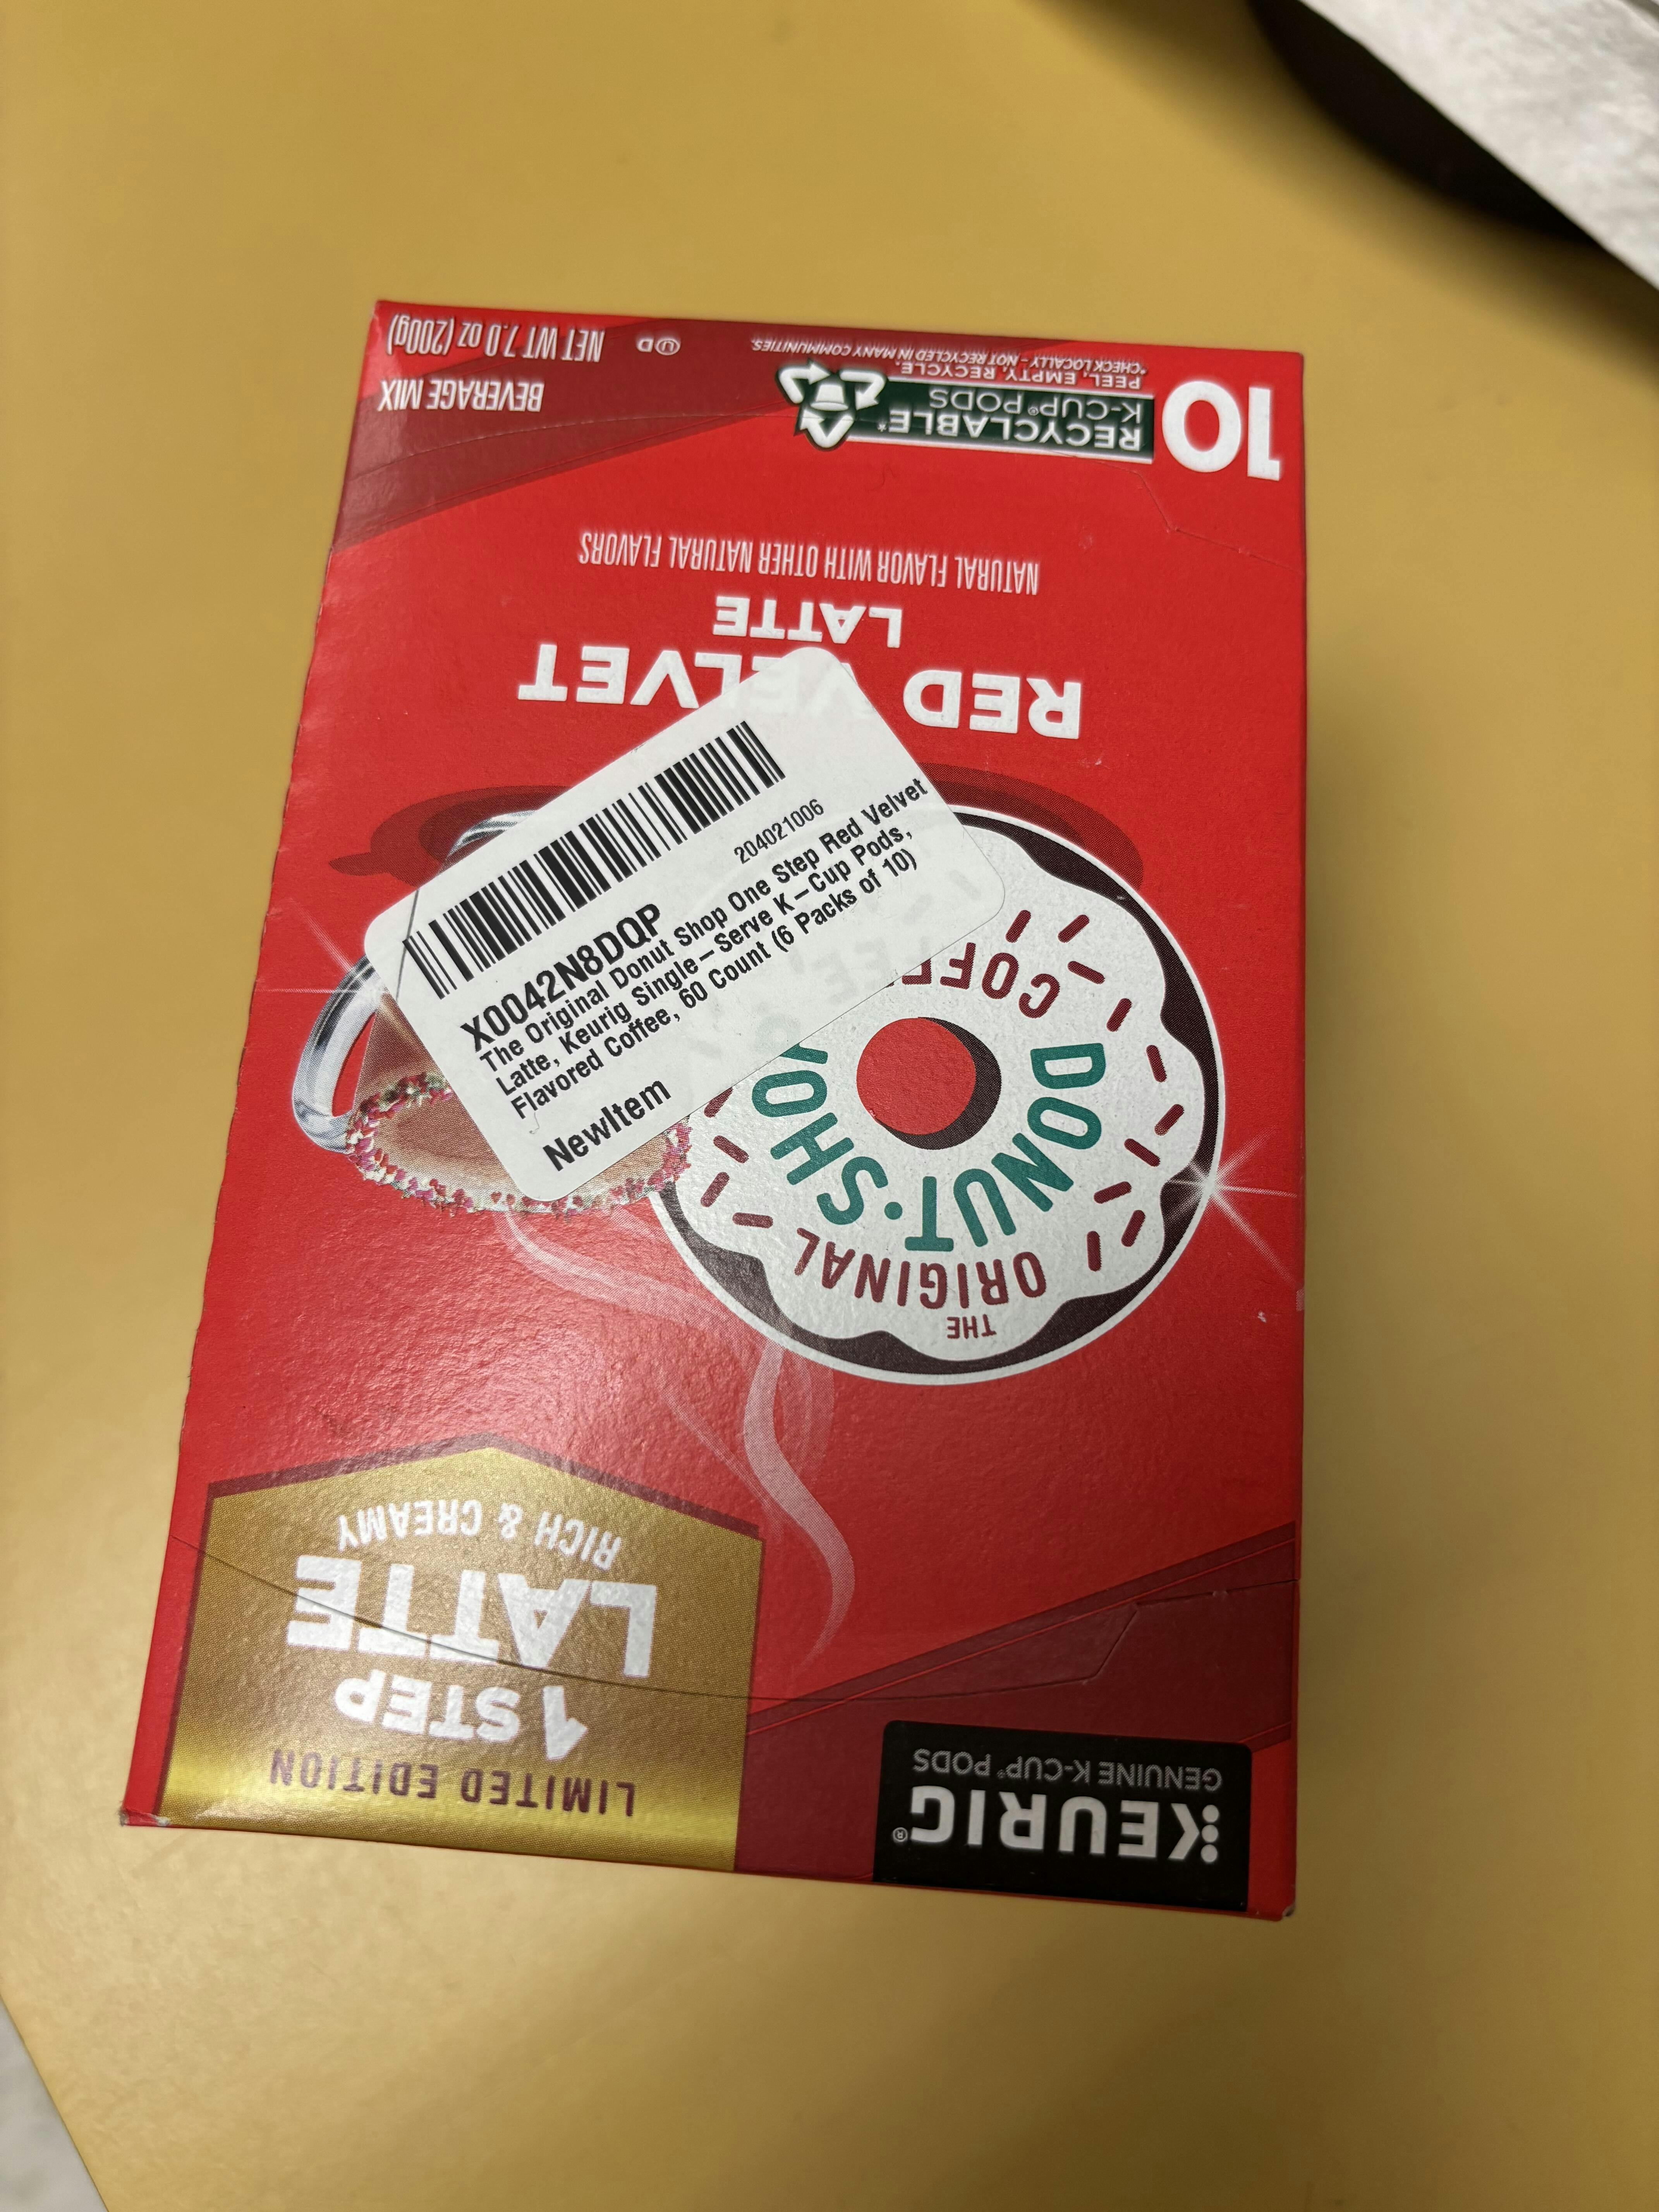 KEURIG®
GENUINE K-CUP® PODS
LIMITED EDITION
1 STEP
LATTE
RICH & CREAMY
THE
ORIGINAL
DONUT·SHOP
COFFEE
X0042N8DQP
204021006
The Original Donut Shop One Step Red Velvet
Latte, Keurig Single-Serve K-Cup Pods,
Flavored Coffee, 60 Count (6 Packs of 10)
NewItem
RED VELVET
LATTE
NATURAL FLAVOR WITH OTHER NATURAL FLAVORS
10
RECYCLABLE*
K-CUP® PODS
PEEL, EMPTY, RECYCLE.
*CHECK LOCALLY - NOT RECYCLED IN MANY COMMUNITIES.
U D
BEVERAGE MIX
NET WT 7.0 oz (200g)